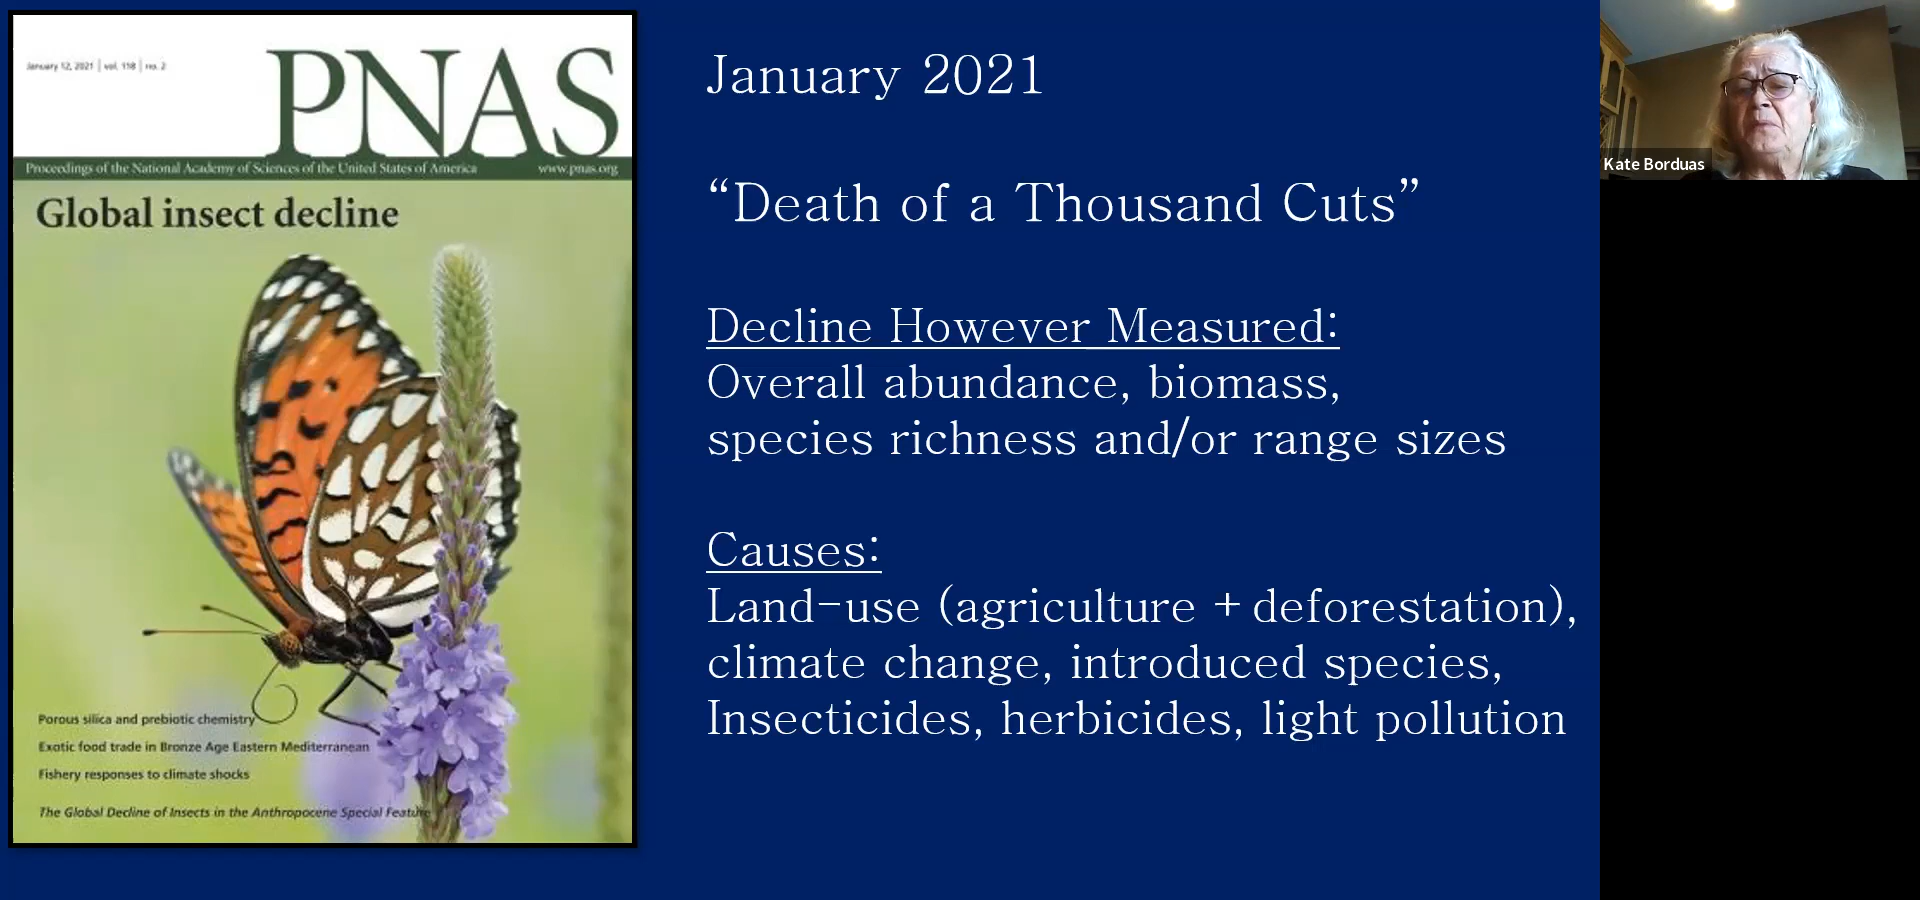 January 12, 2021 | vol. 118 | no. 2
PNAS
Proceedings of the National Academy of Sciences of the United States of America www.pnas.org
Global insect decline
Porous silica and prebiotic chemistry
Exotic food trade in Bronze Age Eastern Mediterranean
Fishery responses to climate shocks
The Global Decline of Insects in the Anthropocene Special Feature
January 2021
“Death of a Thousand Cuts”
Decline However Measured:
Overall abundance, biomass,
species richness and/or range sizes
Causes:
Land-use (agriculture + deforestation),
climate change, introduced species,
Insecticides, herbicides, light pollution
Kate Borduas